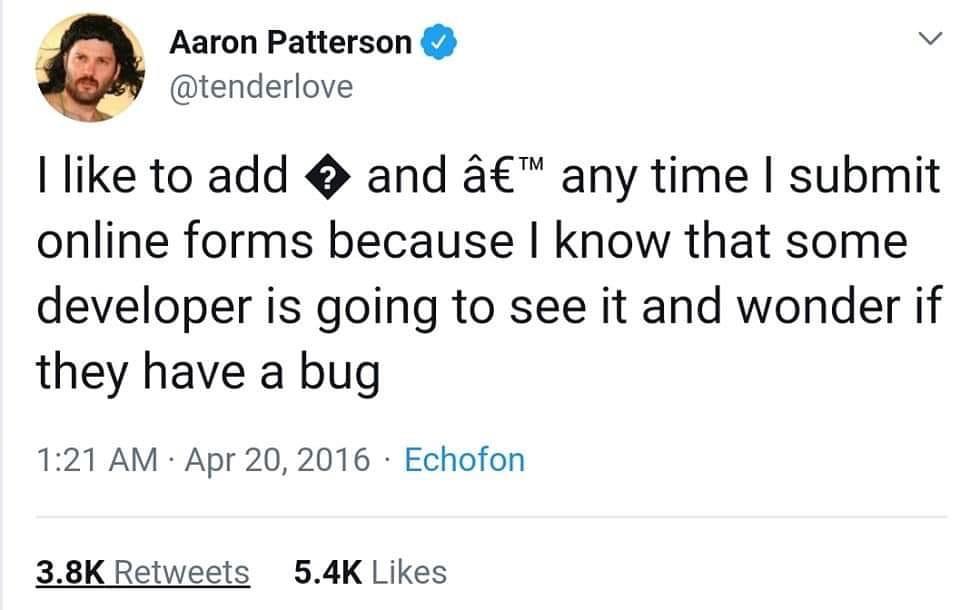 Aaron Patterson
@tenderlove
I like to add � and â€™ any time I submit
online forms because I know that some
developer is going to see it and wonder if
they have a bug
1:21 AM · Apr 20, 2016 · Echofon
3.8K Retweets 5.4K Likes